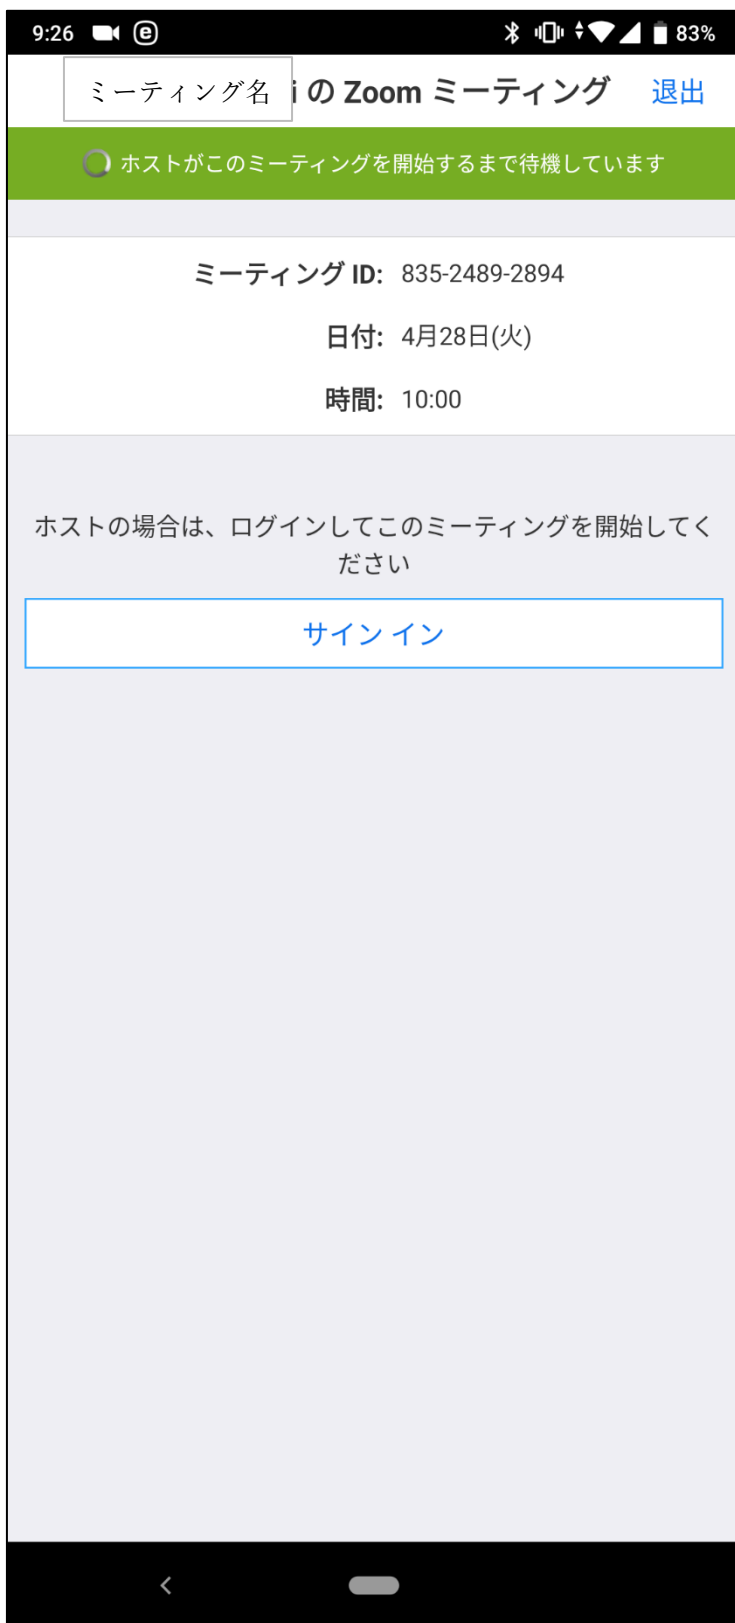 9:26 e 83%
ミーティング名 i の Zoom ミーティング 退出
ホストがこのミーティングを開始するまで待機しています
ミーティング ID: 835-2489-2894
日付: 4月28日(火)
時間: 10:00
ホストの場合は、ログインしてこのミーティングを開始してく
ださい
サイン イン